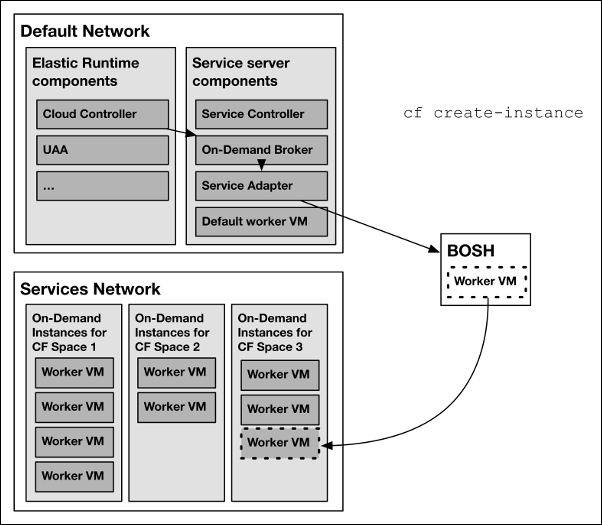 Default Network
Elastic Runtime
components
Cloud Controller
UAA
...
Service server
components
Service Controller
On-Demand Broker
Service Adapter
Default worker VM
cf create-instance
BOSH
Worker VM
Services Network
On-Demand
Instances for
CF Space 1
Worker VM
Worker VM
Worker VM
Worker VM
On-Demand
Instances for
CF Space 2
Worker VM
Worker VM
On-Demand
Instances for
CF Space 3
Worker VM
Worker VM
Worker VM